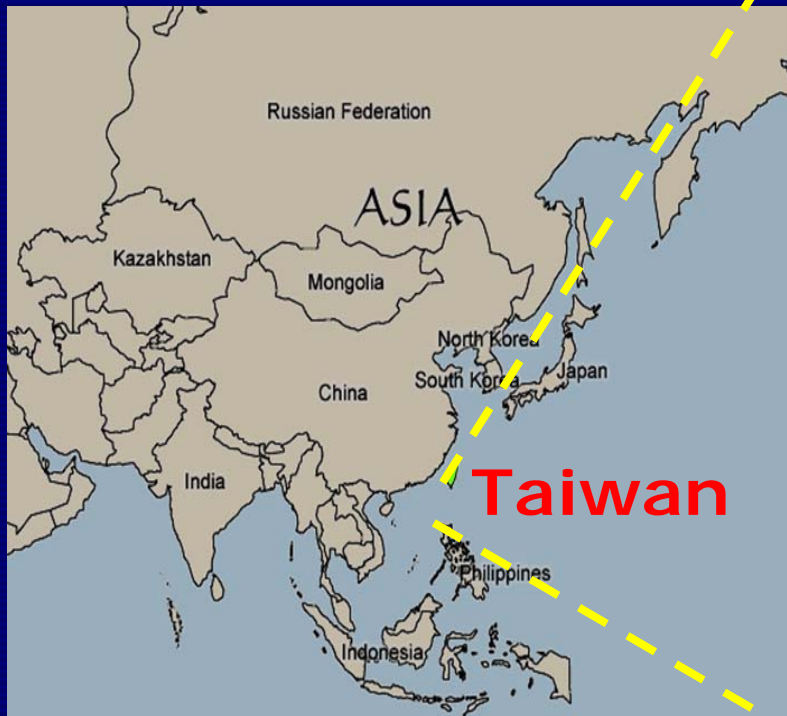 Russian Federation
ASIA
Kazakhstan
Mongolia
North Korea
South Korea
Japan
China
India
Taiwan
Philippines
Indonesia